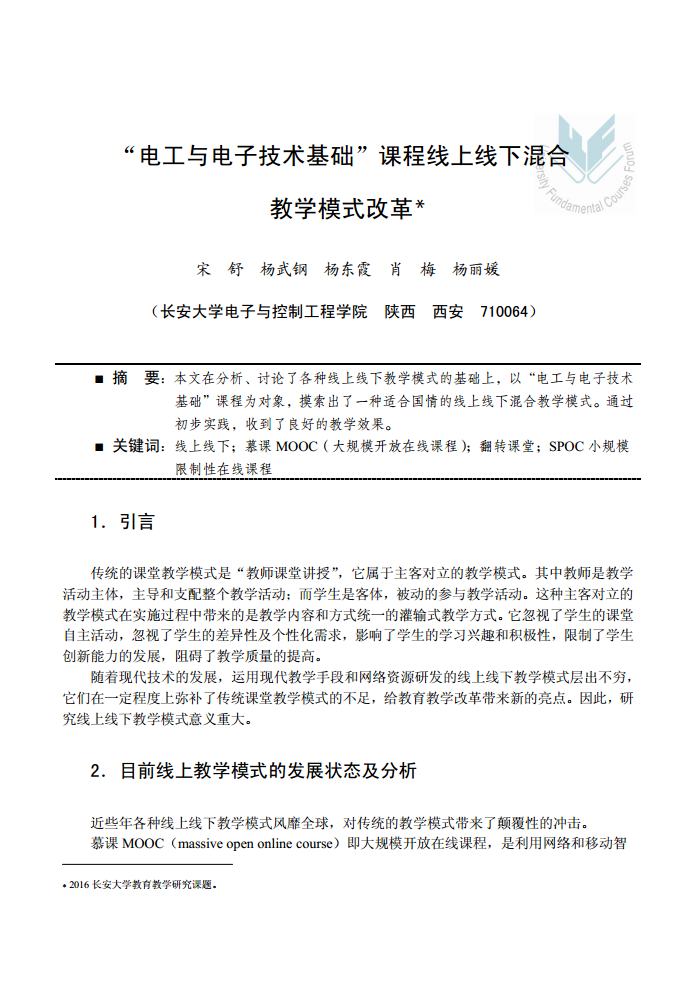 “电工与电子技术基础”课程线上线下混合
教学模式改革*
University Fundamental Courses Forum
宋　舒　杨武钢　杨东霞　肖　梅　杨丽媛
（长安大学电子与控制工程学院　陕西　西安　710064）
■ 摘　要：本文在分析、讨论了各种线上线下教学模式的基础上，以“电工与电子技术
基础”课程为对象，摸索出了一种适合国情的线上线下混合教学模式。通过
初步实践，收到了良好的教学效果。
■ 关键词：线上线下；慕课 MOOC（大规模开放在线课程）；翻转课堂；SPOC 小规模
限制性在线课程
1．引言
传统的课堂教学模式是“教师课堂讲授”，它属于主客对立的教学模式。其中教师是教学
活动主体，主导和支配整个教学活动；而学生是客体，被动的参与教学活动。这种主客对立的
教学模式在实施过程中带来的是教学内容和方式统一的灌输式教学方式。它忽视了学生的课堂
自主活动，忽视了学生的差异性及个性化需求，影响了学生的学习兴趣和积极性，限制了学生
创新能力的发展，阻碍了教学质量的提高。
随着现代技术的发展，运用现代教学手段和网络资源研发的线上线下教学模式层出不穷，
它们在一定程度上弥补了传统课堂教学模式的不足，给教育教学改革带来新的亮点。因此，研
究线上线下教学模式意义重大。
2．目前线上教学模式的发展状态及分析
近些年各种线上线下教学模式风靡全球，对传统的教学模式带来了颠覆性的冲击。
慕课 MOOC（massive open online course）即大规模开放在线课程，是利用网络和移动智
* 2016 长安大学教育教学研究课题。